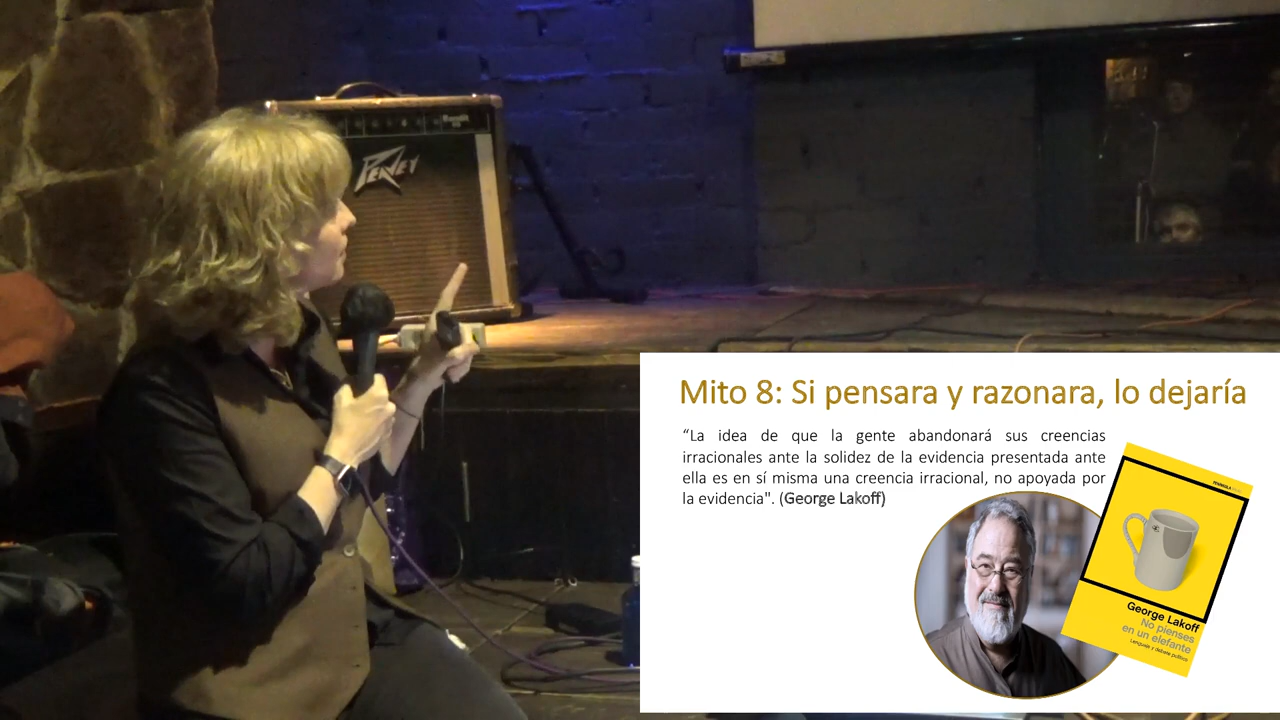 PEAVEY
Bandit
Mito 8: Si pensara y razonara, lo dejaría
“La idea de que la gente abandonará sus creencias
irracionales ante la solidez de la evidencia presentada ante
ella es en sí misma una creencia irracional, no apoyada por
la evidencia". (George Lakoff)
PENÍNSULA
George Lakoff
No pienses
en un elefante
Lenguaje y debate político